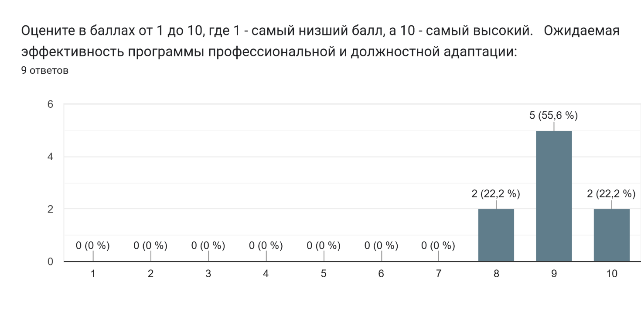 Оцените в баллах от 1 до 10, где 1 - самый низший балл, а 10 - самый высокий. Ожидаемая
эффективность программы профессиональной и должностной адаптации:
9 ответов
6
5 (55,6 %)
4
2 (22,2 %) 2 (22,2 %)
2
0 (0 %) 0 (0 %) 0 (0 %) 0 (0 %) 0 (0 %) 0 (0 %) 0 (0 %)
0
1 2 3 4 5 6 7 8 9 10